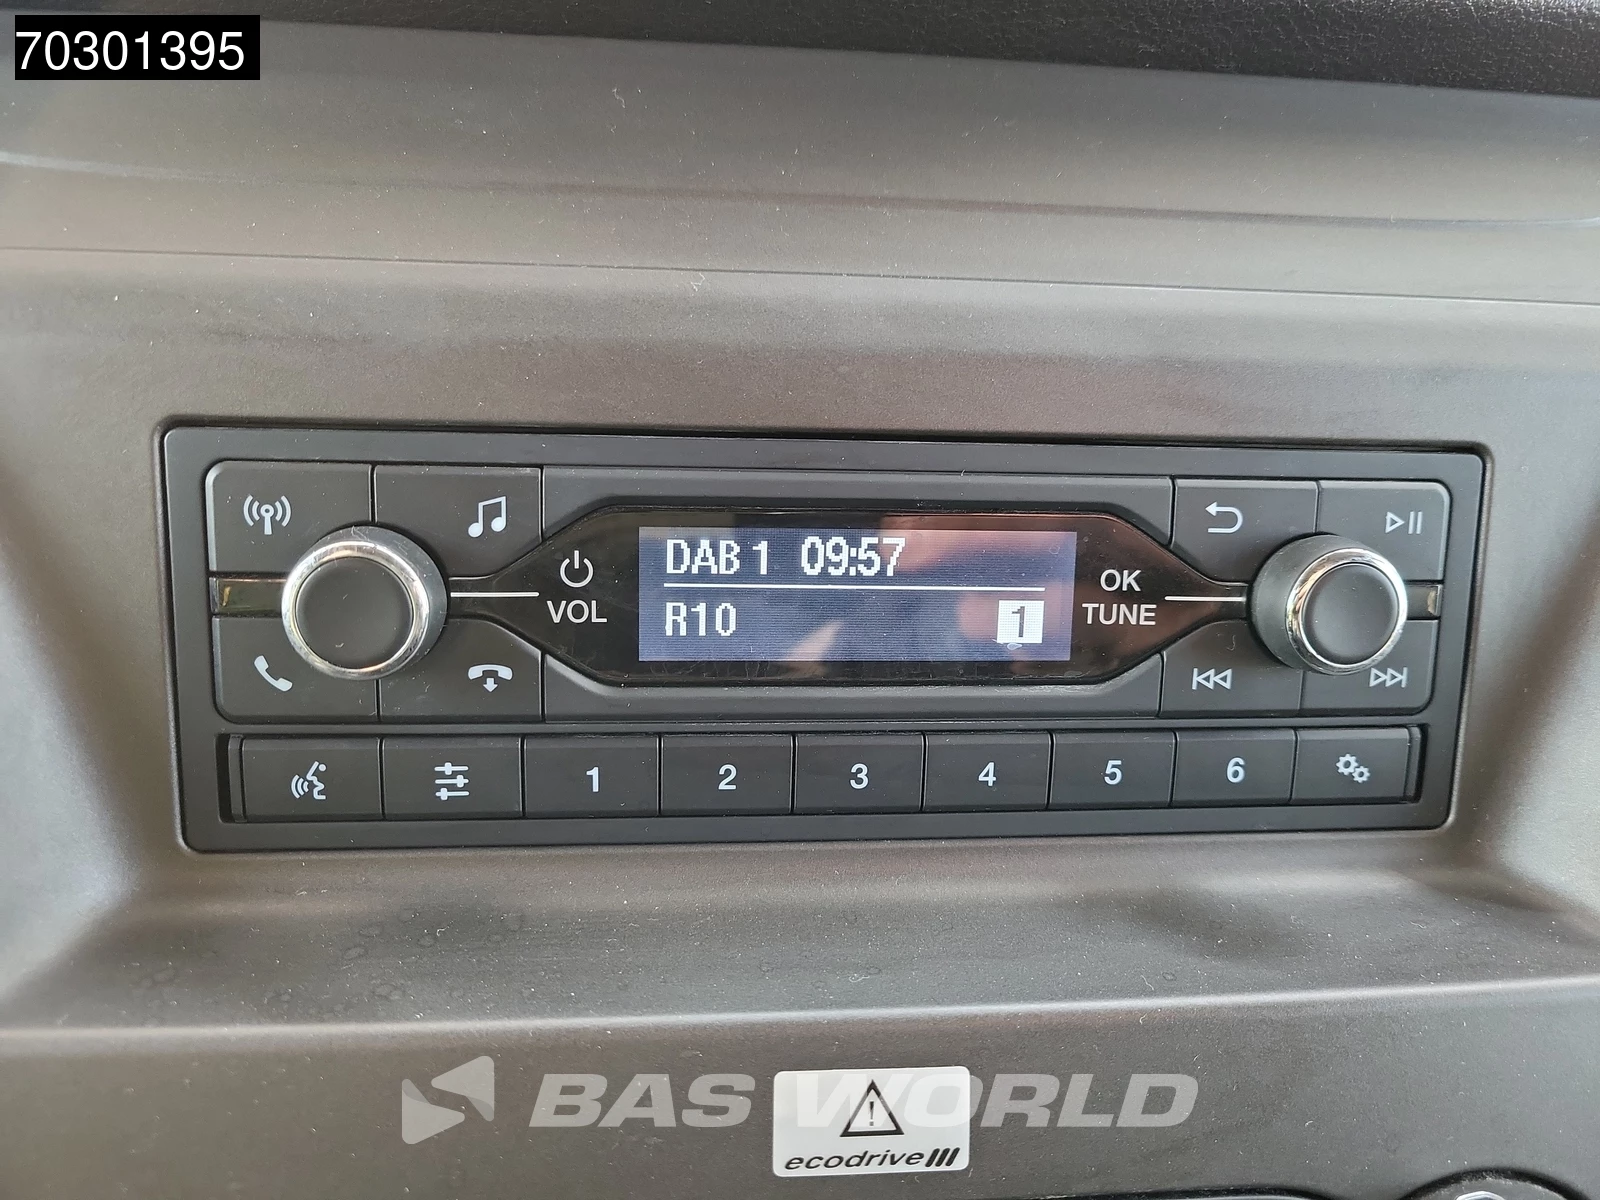 70301395
DAB 1 09:57
R10 1
VOL
OK
TUNE
1 2 3 4 5 6
BAS WORLD
ecodrive